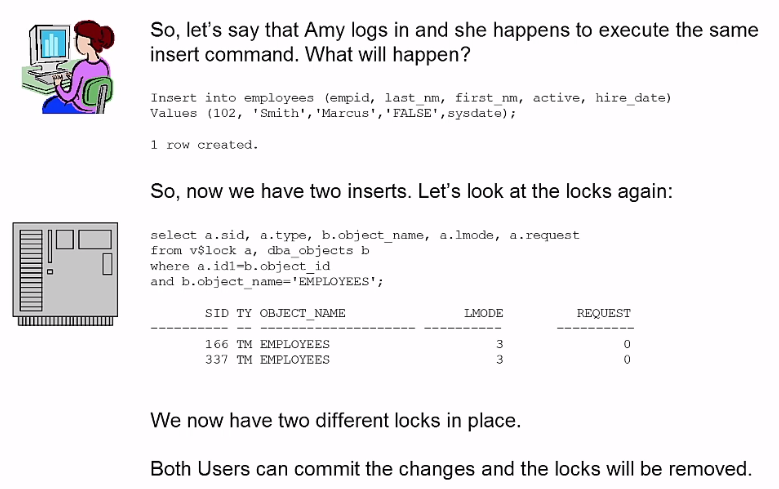 So, let's say that Amy logs in and she happens to execute the same
insert command. What will happen?
Insert into employees (empid, last_nm, first_nm, active, hire_date)
Values (102, 'Smith','Marcus','FALSE',sysdate);
1 row created.
So, now we have two inserts. Let's look at the locks again:
select a.sid, a.type, b.object_name, a.lmode, a.request
from v$lock a, dba_objects b
where a.id1=b.object_id
and b.object_name='EMPLOYEES';
SID TY OBJECT_NAME LMODE REQUEST
---------- -- -------------------- ---------- ----------
166 TM EMPLOYEES 3 0
337 TM EMPLOYEES 3 0
We now have two different locks in place.
Both Users can commit the changes and the locks will be removed.